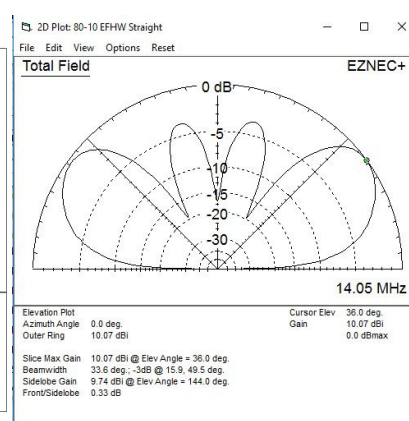 2D Plot: 80-10 EFHW Straight
File Edit View Options Reset
Total Field
EZNEC+
0 dB
-5
-10
-15
-20
-30
14.05 MHz
Elevation Plot
Azimuth Angle 0.0 deg.
Outer Ring 10.07 dBi
Cursor Elev 36.0 deg.
Gain 10.07 dBi
0.0 dBmax
Slice Max Gain 10.07 dBi @ Elev Angle = 36.0 deg.
Beamwidth 33.6 deg.; -3dB @ 15.9, 49.5 deg.
Sidelobe Gain 9.74 dBi @ Elev Angle = 144.0 deg.
Front/Sidelobe 0.33 dB